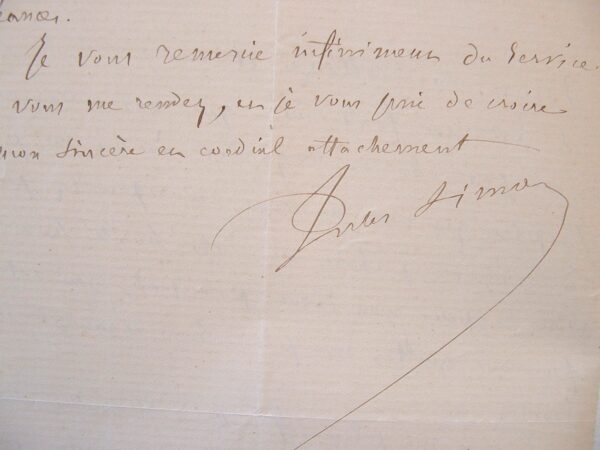 Je vous remercie infiniment du service
vous me rendez, et je vous prie de croire
mon sincère et cordial attachement
Jules Simon